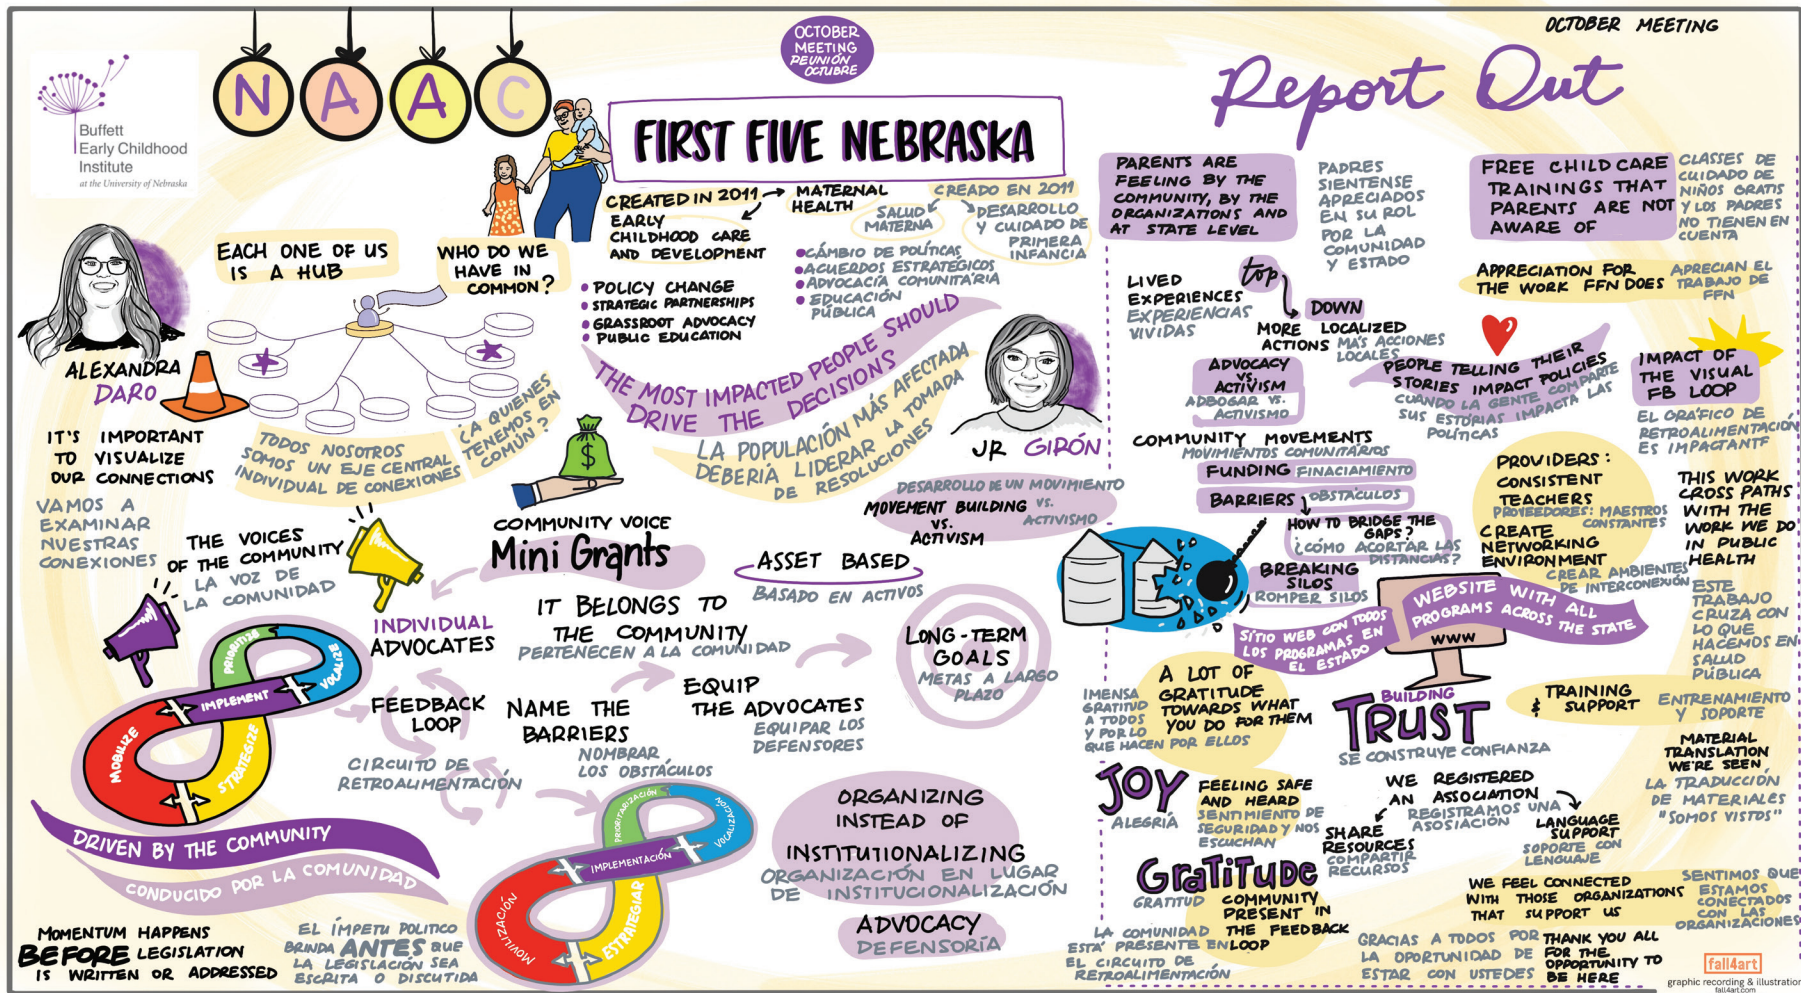 Buffett
Early Childhood
Institute
at the University of Nebraska
N A A C
OCTOBER
MEETING
REUNIÓN
OCTUBRE
FIRST FIVE NEBRASKA
ALEXANDRA
DARO
EACH ONE OF US
IS A HUB
WHO DO WE
HAVE IN
COMMON?
TODOS NOSOTROS
SOMOS UN EJE CENTRAL
INDIVIDUAL DE CONEXIONES
¿A QUIENES
TENEMOS EN
COMÚN?
IT'S IMPORTANT
TO VISUALIZE
OUR CONNECTIONS
VAMOS A
EXAMINAR
NUESTRAS
CONEXIONES
CREATED IN 2011
EARLY
CHILDHOOD CARE
AND DEVELOPMENT
MATERNAL
HEALTH
CREADO EN 2011
SALUD
MATERNA
DESARROLLO
Y CUIDADO DE
PRIMERA
INFANCIA
• POLICY CHANGE
• STRATEGIC PARTNERSHIPS
• GRASSROOT ADVOCACY
• PUBLIC EDUCATION
• CÁMBIO DE POLÍTICAS
• ACUERDOS ESTRATÉGICOS
• ADVOCACÍA COMUNITÁRIA
• EDUCACIÓN
PÚBLICA
THE MOST IMPACTED PEOPLE SHOULD
DRIVE THE DECISIONS
LA POPULACIÓN MÁS AFECTADA
DEBERÍA LIDERAR LA TOMADA
DE RESOLUCIONES
JR GIRÓN
DESARROLLO DE UN MOVIMIENTO
VS.
ACTIVISMO
MOVEMENT BUILDING
VS.
ACTIVISM
$
COMMUNITY VOICE
Mini Grants
ASSET BASED
BASADO EN ACTIVOS
THE VOICES
OF THE COMMUNITY
LA VOZ DE
LA COMUNIDAD
INDIVIDUAL
ADVOCATES
IT BELONGS TO
THE COMMUNITY
PERTENECEN A LA COMUNIDAD
LONG-TERM
GOALS
METAS A LARGO
PLAZO
FEEDBACK
LOOP
CIRCUITO DE
RETROALIMENTACIÓN
NAME THE
BARRIERS
NOMBRAR
LOS OBSTÁCULOS
EQUIP
THE ADVOCATES
EQUIPAR LOS
DEFENSORES
PRIORITIZE
VOCALIZE
IMPLEMENT
MOBILIZE
STRATEGIZE
DRIVEN BY THE COMMUNITY
CONDUCIDO POR LA COMUNIDAD
PRIORITARIZACIÓN
VOCALIZACIÓN
IMPLEMENTACIÓN
MOVILIZACIÓN
ESTRATEGIAR
ORGANIZING
INSTEAD OF
INSTITUTIONALIZING
ORGANIZACIÓN EN LUGAR
DE INSTITUCIONALIZACIÓN
ADVOCACY
DEFENSORÍA
MOMENTUM HAPPENS
BEFORE LEGISLATION
IS WRITTEN OR ADDRESSED
EL ÍMPETU POLITICO
BRINDA ANTES QUE
LA LEGISLACIÓN SEA
ESCRITA O DISCUTIDA
OCTOBER MEETING
Report Out
PARENTS ARE
FEELING BY THE
COMMUNITY, BY THE
ORGANIZATIONS AND
AT STATE LEVEL
PADRES
SIENTENSE
APRECIADOS
EN SU ROL
POR LA
COMUNIDAD
Y ESTADO
FREE CHILD CARE
TRAININGS THAT
PARENTS ARE NOT
AWARE OF
CLASSES DE
CUIDADO DE
NIÑOS GRATIS
Y LOS PADRES
NO TIENEN EN
CUENTA
LIVED
EXPERIENCES
EXPERIENCIAS
VIVIDAS
top
DOWN
MORE LOCALIZED
ACTIONS
MÁS ACCIONES
LOCALES
APPRECIATION FOR
THE WORK FFN DOES
APRECIAN EL
TRABAJO DE
FFN
ADVOCACY
VS
ACTIVISM
ADBOGAR VS.
ACTIVISMO
PEOPLE TELLING THEIR
STORIES IMPACT POLICIES
CUANDO LA GENTE COMPARTE
SUS ESTÓRIAS IMPACTA LAS
POLÍTICAS
IMPACT OF
THE VISUAL
FB LOOP
EL GRÁFICO DE
RETROALIMENTACIÓN
ES IMPACTANTE
COMMUNITY MOVEMENTS
MOVIMIENTOS COMUNITÁRIOS
FUNDING FINACIAMIENTO
BARRIERS OBSTÁCULOS
HOW TO BRIDGE THE
GAPS?
¿CÓMO ACORTAR LAS
DISTANCIAS?
BREAKING
SILOS
ROMPER SILOS
PROVIDERS:
CONSISTENT
TEACHERS
PROVEEDORES: MAESTROS
CONSTANTES
CREATE
NETWORKING
ENVIRONMENT
CREAR AMBIENTES
DE INTERCONEXIÓN
THIS WORK
CROSS PATHS
WITH THE
WORK WE DO
IN PUBLIC
HEALTH
ESTE
TRABAJO
CRUZA CON
LO QUE
HACEMOS EN
SALUD
PÚBLICA
WEBSITE WITH ALL
PROGRAMS ACROSS THE STATE
WWW
SÍTIO WEB CON TODOS
LOS PROGRAMAS EN
EL ESTADO
A LOT OF
GRATITUDE
TOWARDS WHAT
YOU DO FOR THEM
IMENSA
GRATITUD
A TODOS
Y POR LO
QUE HACEN POR ELLOS
BUILDING
TRUST
SE CONSTRUYE CONFIANZA
TRAINING
& SUPPORT
ENTRENAMIENTO
Y SOPORTE
MATERIAL
TRANSLATION
WE'RE SEEN
LA TRADUCCIÓN
DE MATERIALES
"SOMOS VISTOS"
JOY
ALEGRIÀ
FEELING SAFE
AND HEARD
SENTIMIENTO DE
SEGURIDAD Y NOS
ESCUCHAN
WE REGISTERED
AN ASSOCIATION
REGISTRAMOS UNA
ASOSIACIÓN
SHARE
RESOURCES
COMPARTIR
RECURSOS
LANGUAGE
SUPPORT
SOPORTE CON
LENGUAJE
GRATITUDE
GRATITUD
COMMUNITY
PRESENT IN
THE FEEDBACK
LOOP
LA COMUNIDAD
ESTÁ PRESENTE EN
EL CIRCUITO DE
RETROALIMENTACIÓN
WE FEEL CONNECTED
WITH THOSE ORGANIZATIONS
THAT SUPPORT US
SENTIMOS QUE
ESTAMOS
CONECTADOS
CON LAS
ORGANIZACIONES
GRACIAS A TODOS POR
LA OPORTUNIDAD DE
ESTAR CON USTEDES
THANK YOU ALL
FOR THE
OPPORTUNITY TO
BE HERE
fall4art
graphic recording & illustration
fall4art.com